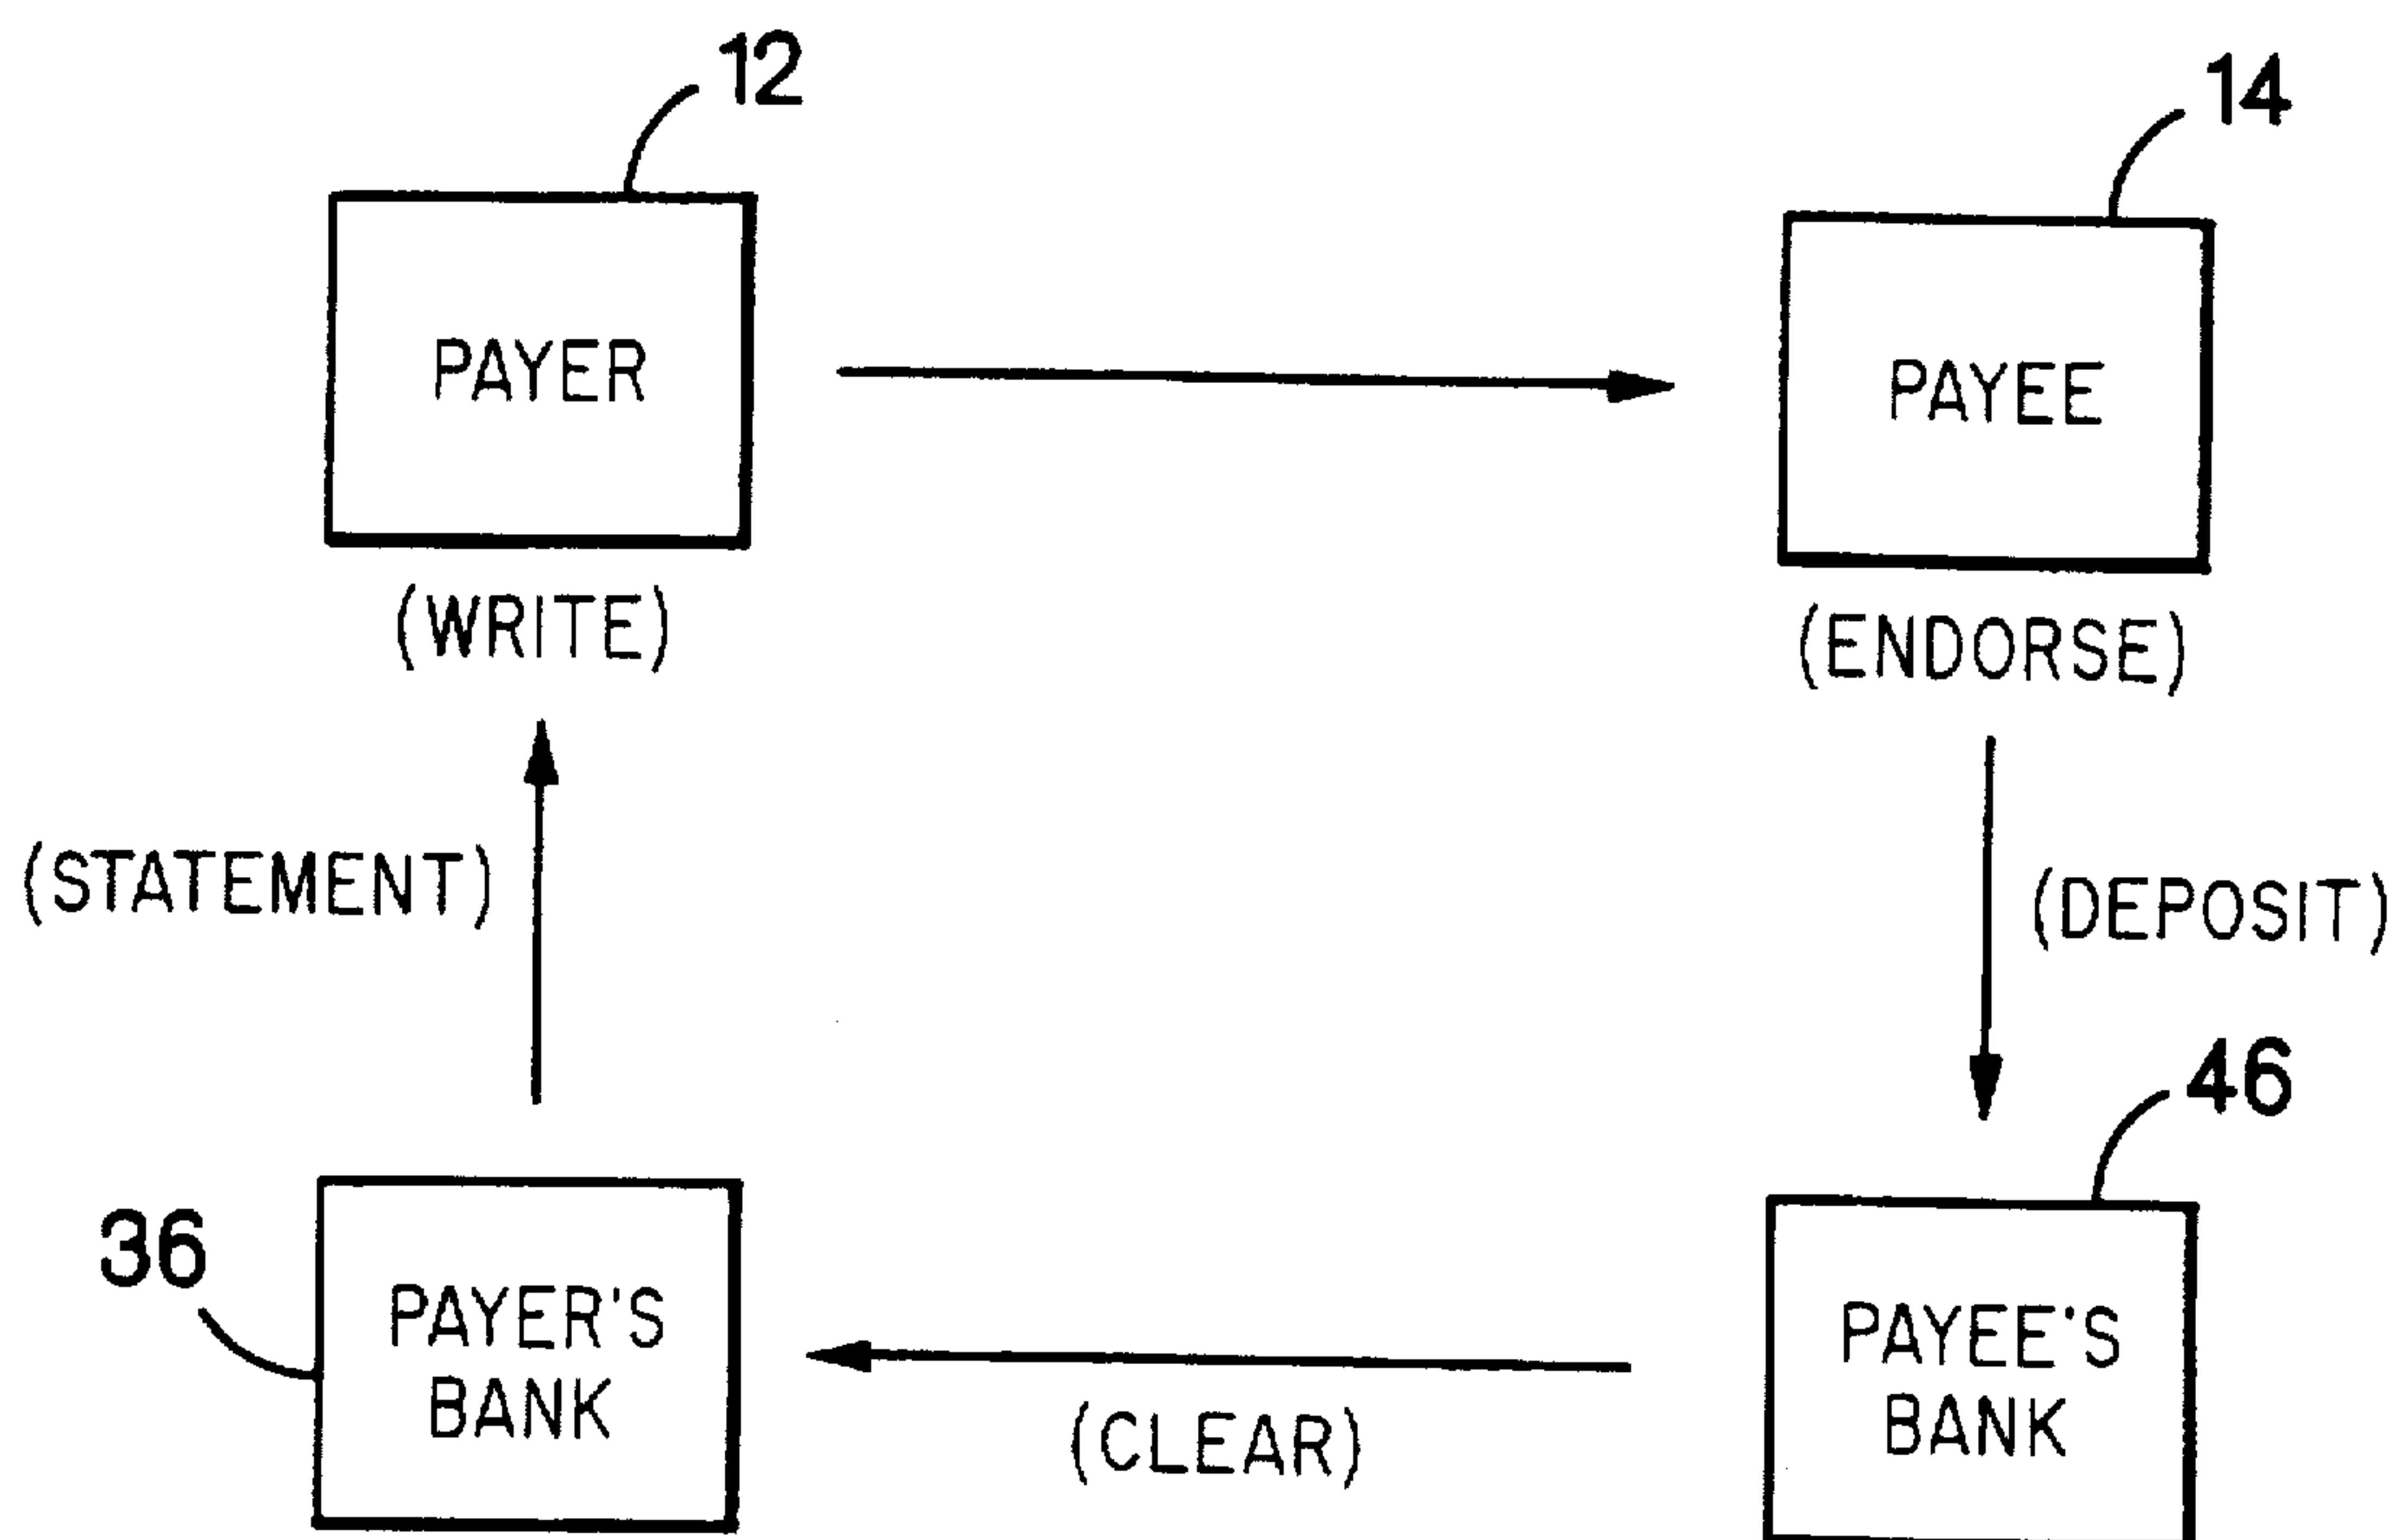 12
14
PAYER
PAYEE
(WRITE)
(ENDORSE)
(STATEMENT)
(DEPOSIT)
46
36
PAYER'S
BANK
PAYEE'S
BANK
(CLEAR)